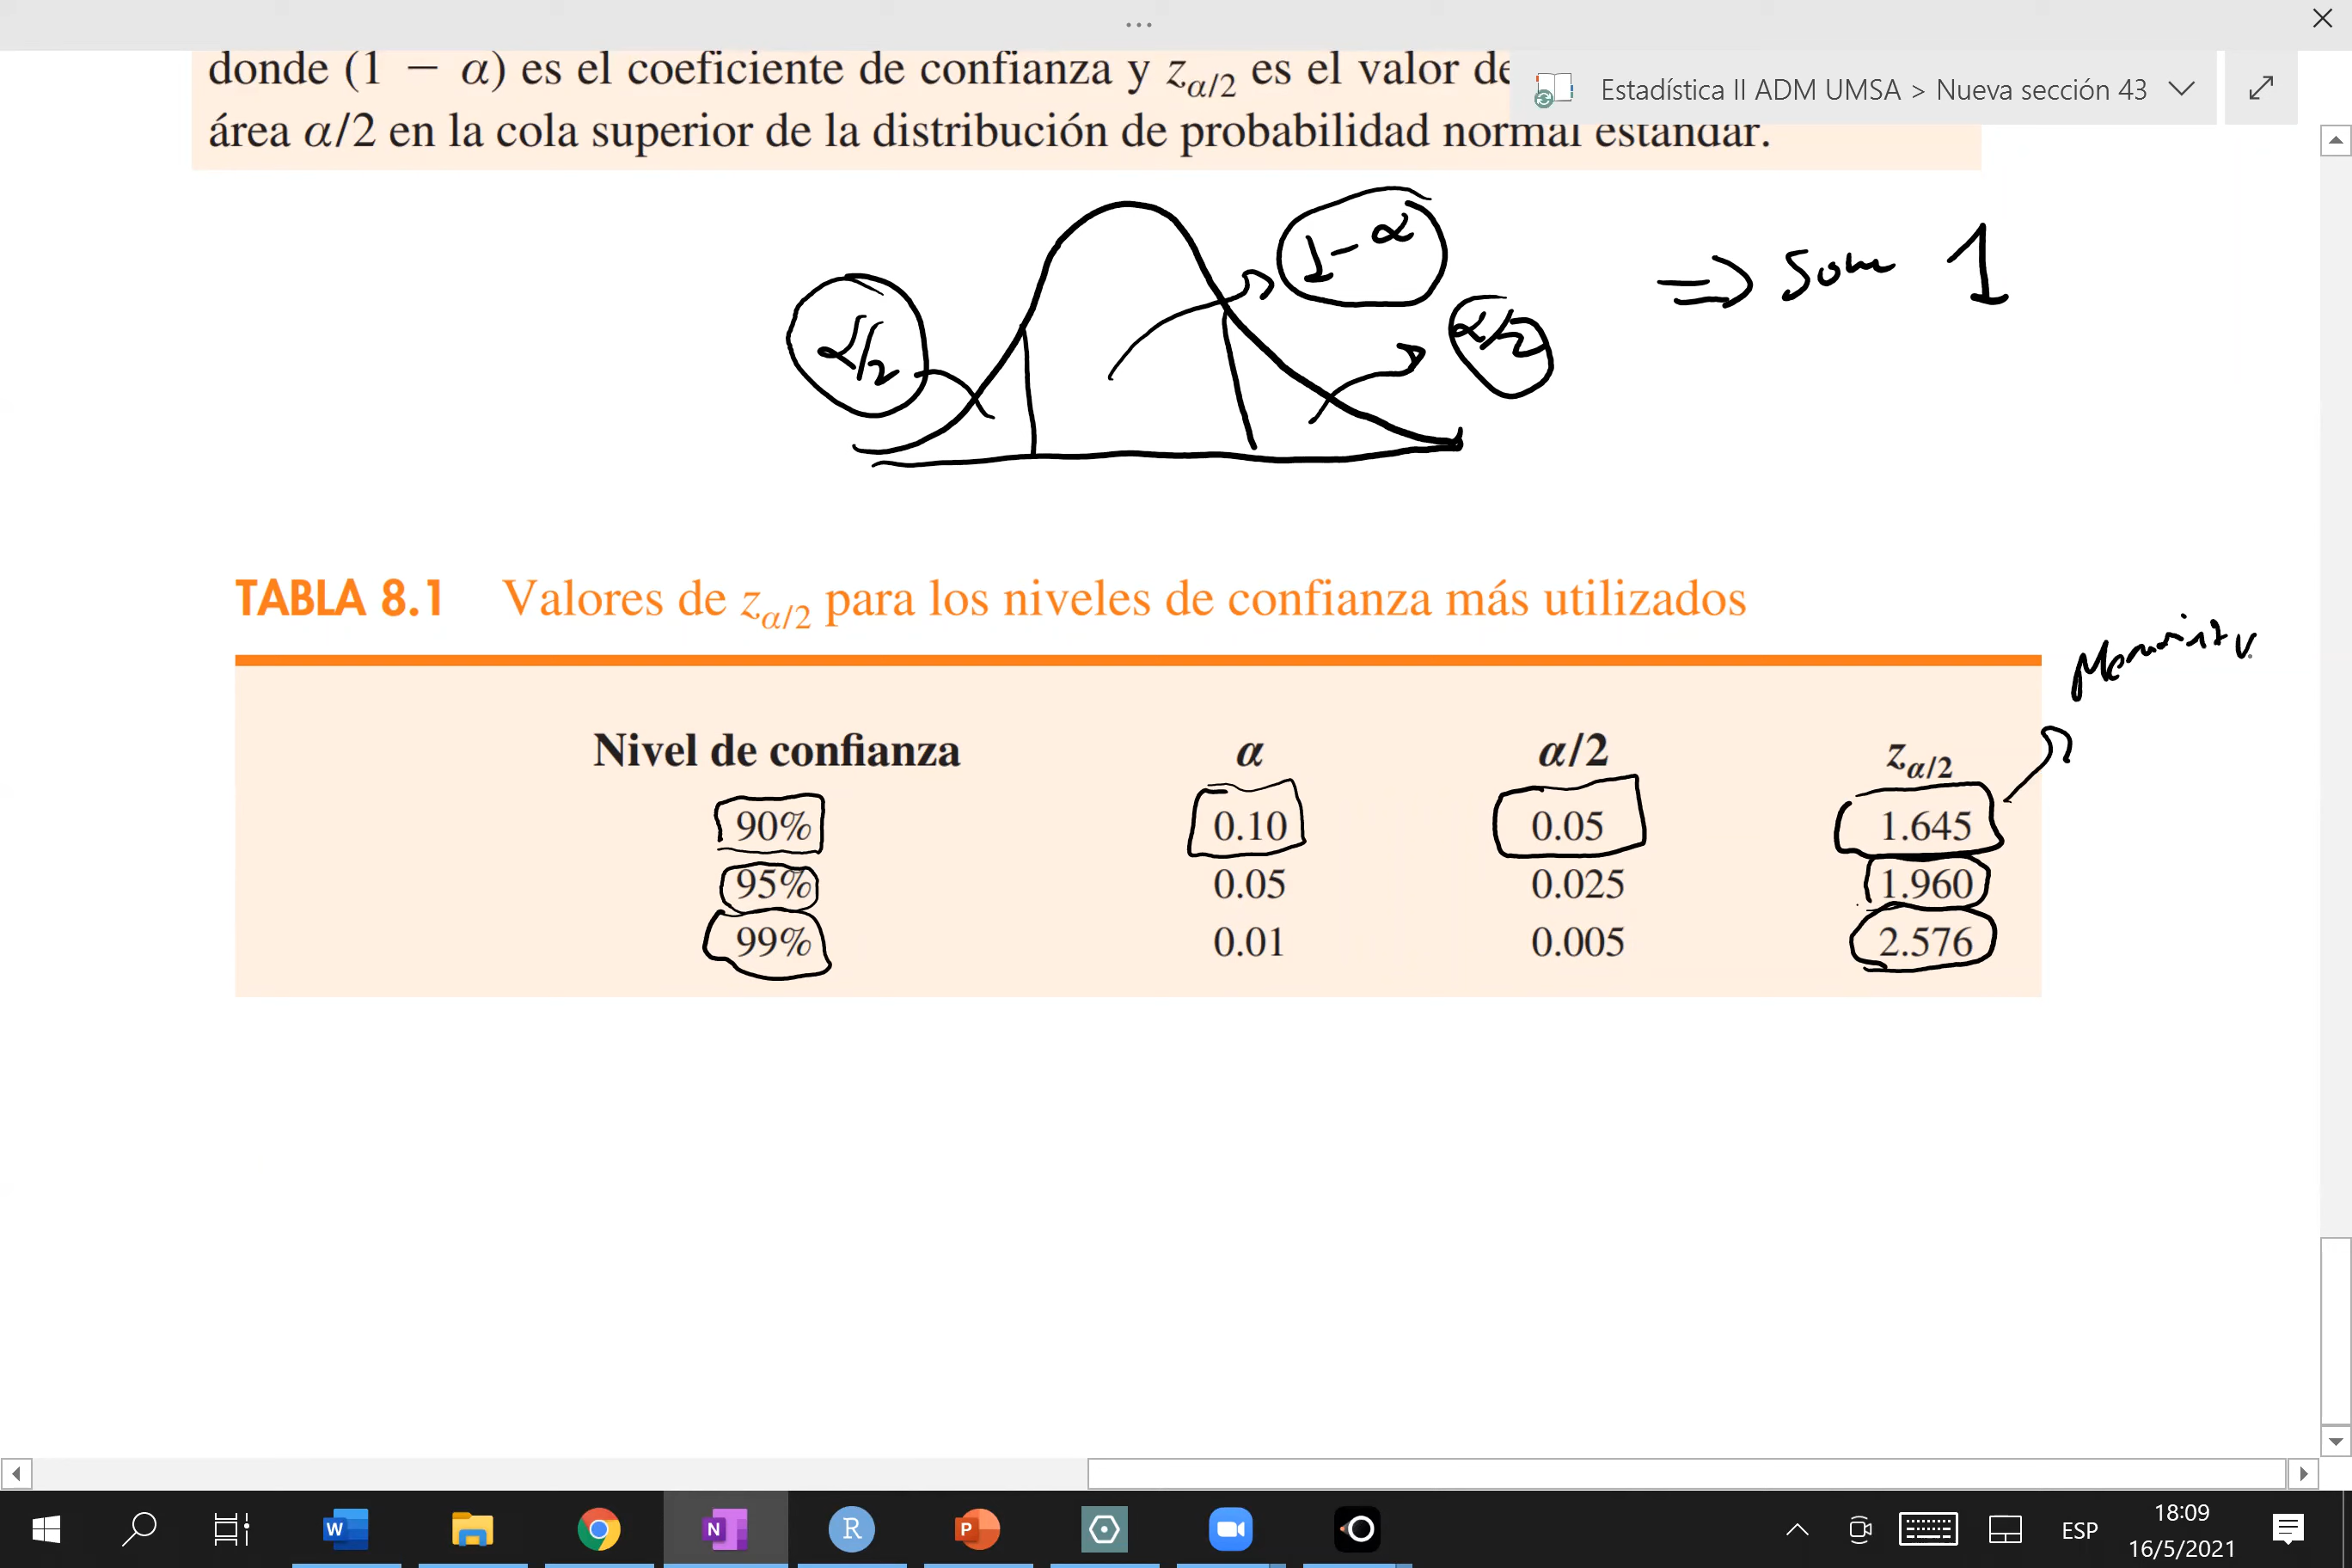 donde (1 − α) es el coeficiente de confianza y zα/2 es el valor de
Estadística II ADM UMSA > Nueva sección 43
área α/2 en la cola superior de la distribución de probabilidad normal estándar.
1-α
⇒ 1
α/2
α/2
TABLA 8.1 Valores de zα/2 para los niveles de confianza más utilizados
Nivel de confianza α α/2 zα/2
90% 0.10 0.05 1.645
95% 0.05 0.025 1.960
99% 0.01 0.005 2.576
W
N
R
P
ESP
18:09
16/5/2021